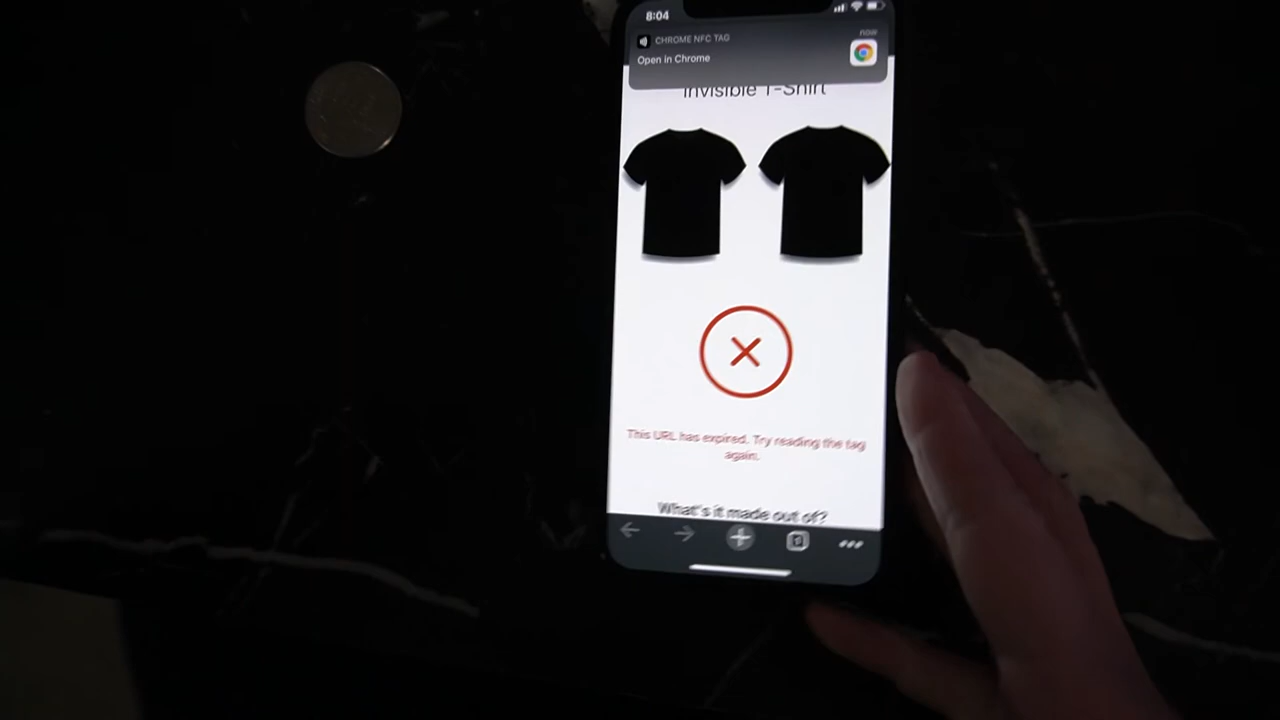 8:04
CHROME NFC TAG
now
Open in Chrome
Invisible T-Shirt
This URL has expired. Try reading the tag
again.
What's it made out of?